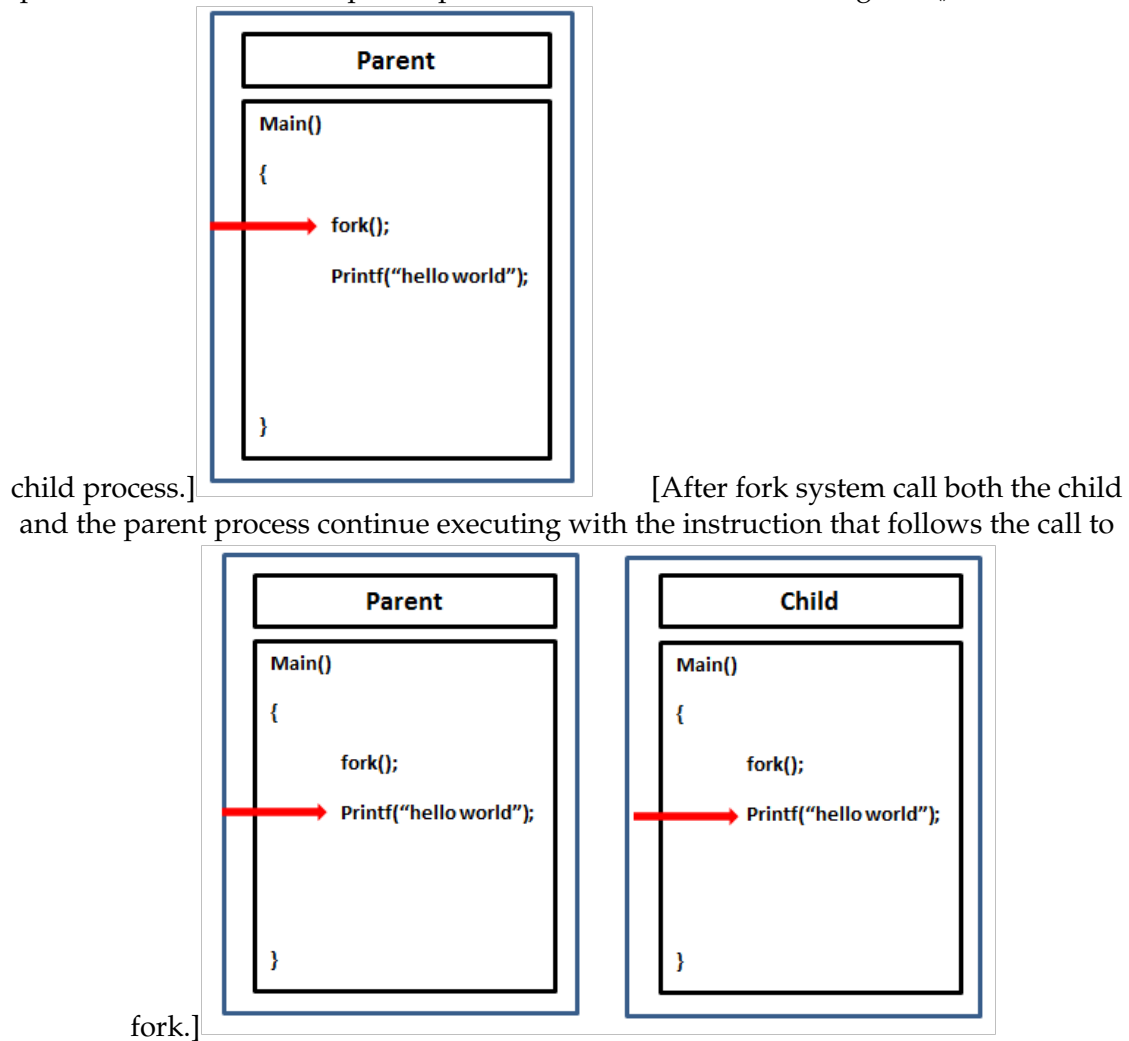 Parent
Main()
{
fork();
Printf(“hello world”);
}
child process.]
[After fork system call both the child
and the parent process continue executing with the instruction that follows the call to
Parent
Main()
{
fork();
Printf(“hello world”);
}
Child
Main()
{
fork();
Printf(“hello world”);
}
fork.]